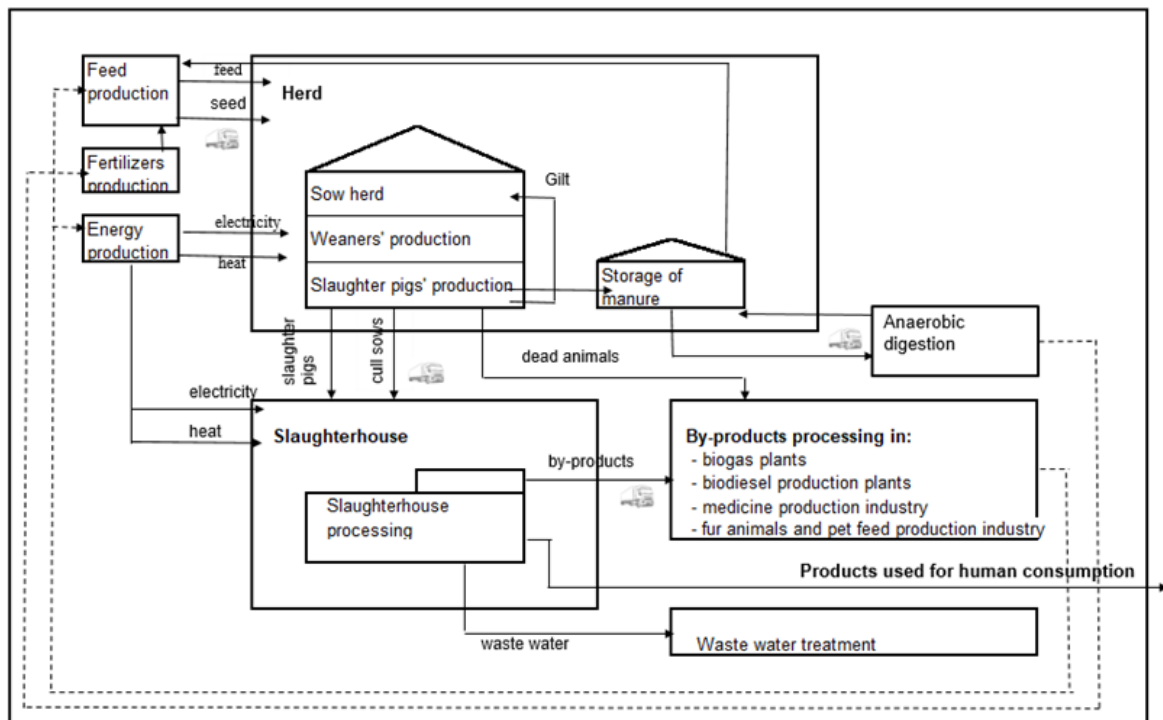 Feed
production
feed
seed
Herd
Fertilizers
production
Energy
production
electricity
heat
Sow herd
Gilt
Weaners' production
Slaughter pigs' production
Storage of
manure
Anaerobic
digestion
slaughter
pigs
cull sows
dead animals
electricity
heat
Slaughterhouse
Slaughterhouse
processing
by-products
By-products processing in:
- biogas plants
- biodiesel production plants
- medicine production industry
- fur animals and pet feed production industry
Products used for human consumption
waste water
Waste water treatment